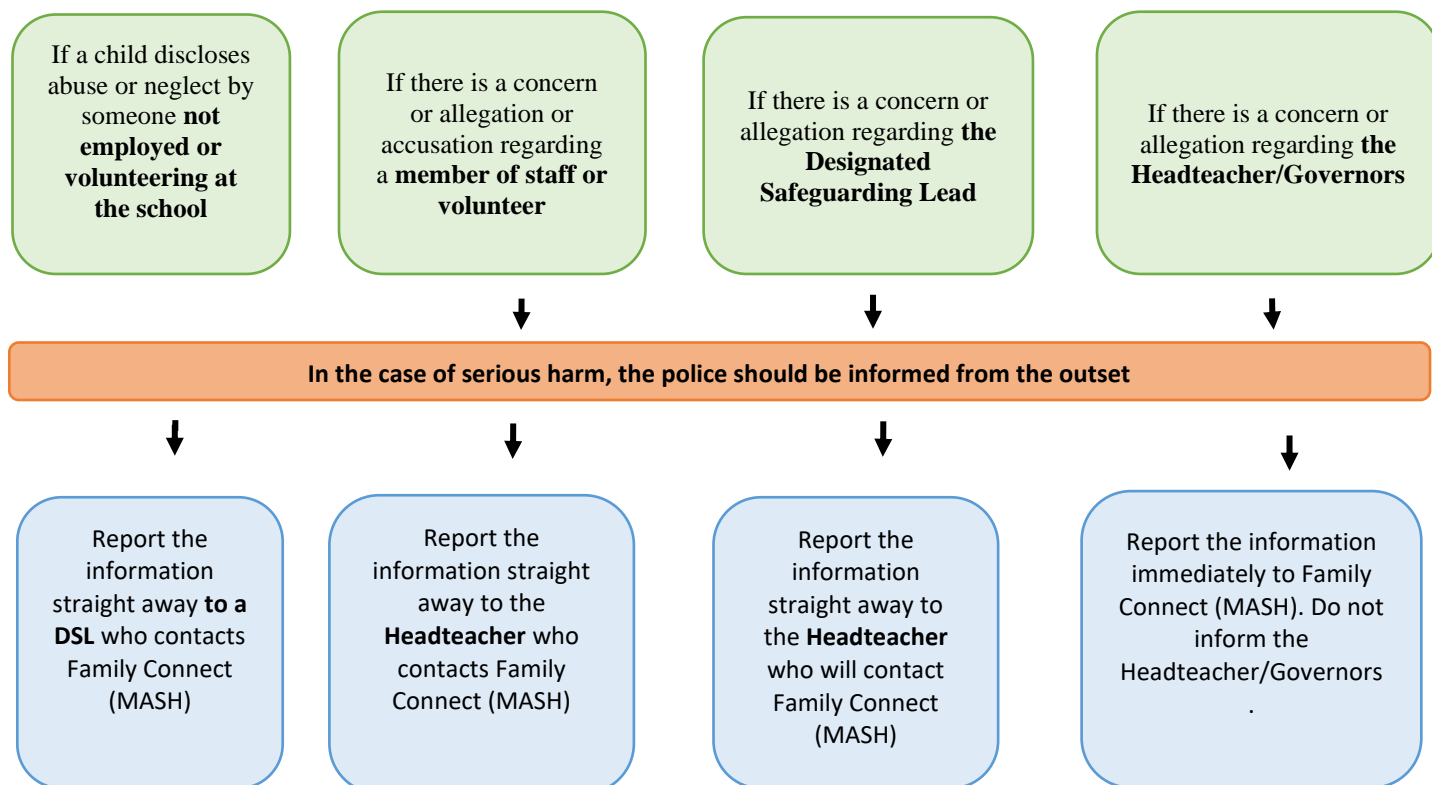 If a child discloses
abuse or neglect by
someone not
employed or
volunteering at
the school
If there is a concern
or allegation or
accusation regarding
a member of staff or
volunteer
If there is a concern or
allegation regarding the
Designated
Safeguarding Lead
If there is a concern or
allegation regarding the
Headteacher/Governors
In the case of serious harm, the police should be informed from the outset
Report the
information
straight away to a
DSL who contacts
Family Connect
(MASH)
Report the
information straight
away to the
Headteacher who
contacts Family
Connect (MASH)
Report the
information
straight away to
the Headteacher
who will contact
Family Connect
(MASH)
Report the information
immediately to Family
Connect (MASH). Do not
inform the
Headteacher/Governors
.